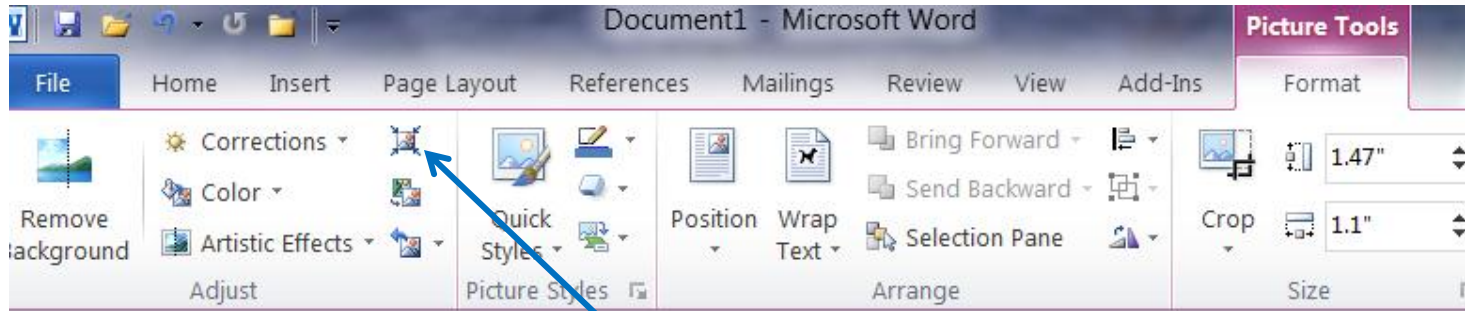 W
Document1 - Microsoft Word
Picture Tools
File Home Insert Page Layout References Mailings Review View Add-Ins Format
Corrections
Color
Artistic Effects
Remove
Background
Quick
Styles
Position
Wrap
Text
Bring Forward
Send Backward
Selection Pane
Crop
1.47"
1.1"
Adjust Picture Styles Arrange Size